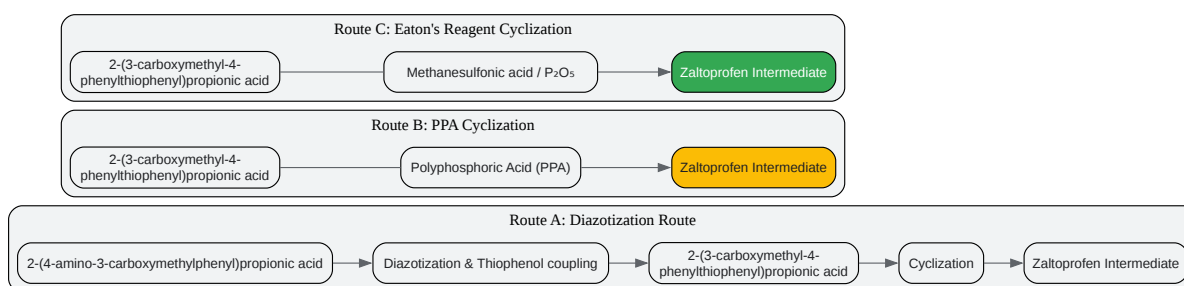 Route C: Eaton's Reagent Cyclization
2-(3-carboxymethyl-4-
phenylthiophenyl)propionic acid
Methanesulfonic acid / P₂O₅
Zaltoprofen Intermediate
Route B: PPA Cyclization
2-(3-carboxymethyl-4-
phenylthiophenyl)propionic acid
Polyphosphoric Acid (PPA)
Zaltoprofen Intermediate
Route A: Diazotization Route
2-(4-amino-3-carboxymethylphenyl)propionic acid
Diazotization & Thiophenol coupling
2-(3-carboxymethyl-4-
phenylthiophenyl)propionic acid
Cyclization
Zaltoprofen Intermediate